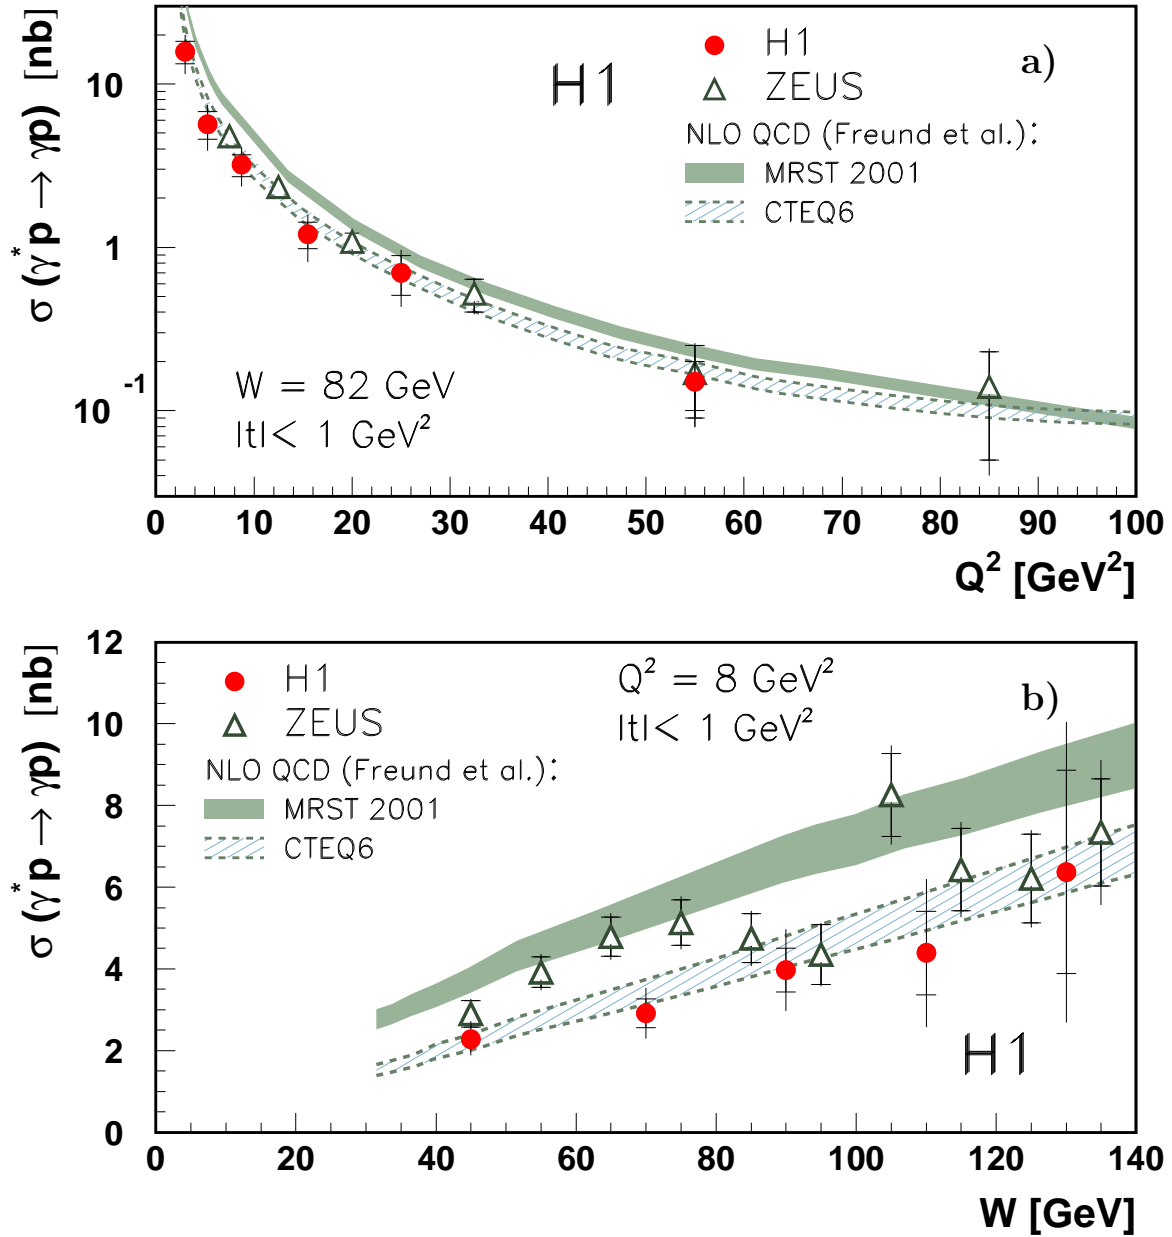 σ (γ* p → γp) [nb]
10
1
10⁻¹
H1
a)
H1
ZEUS
NLO QCD (Freund et al.):
MRST 2001
CTEQ6
W = 82 GeV
|t|< 1 GeV²
0 10 20 30 40 50 60 70 80 90 100
Q² [GeV²]
σ (γ* p → γp) [nb]
12
10
8
6
4
2
0
H1
ZEUS
NLO QCD (Freund et al.):
MRST 2001
CTEQ6
Q² = 8 GeV²
|t|< 1 GeV²
b)
H1
0 20 40 60 80 100 120 140
W [GeV]